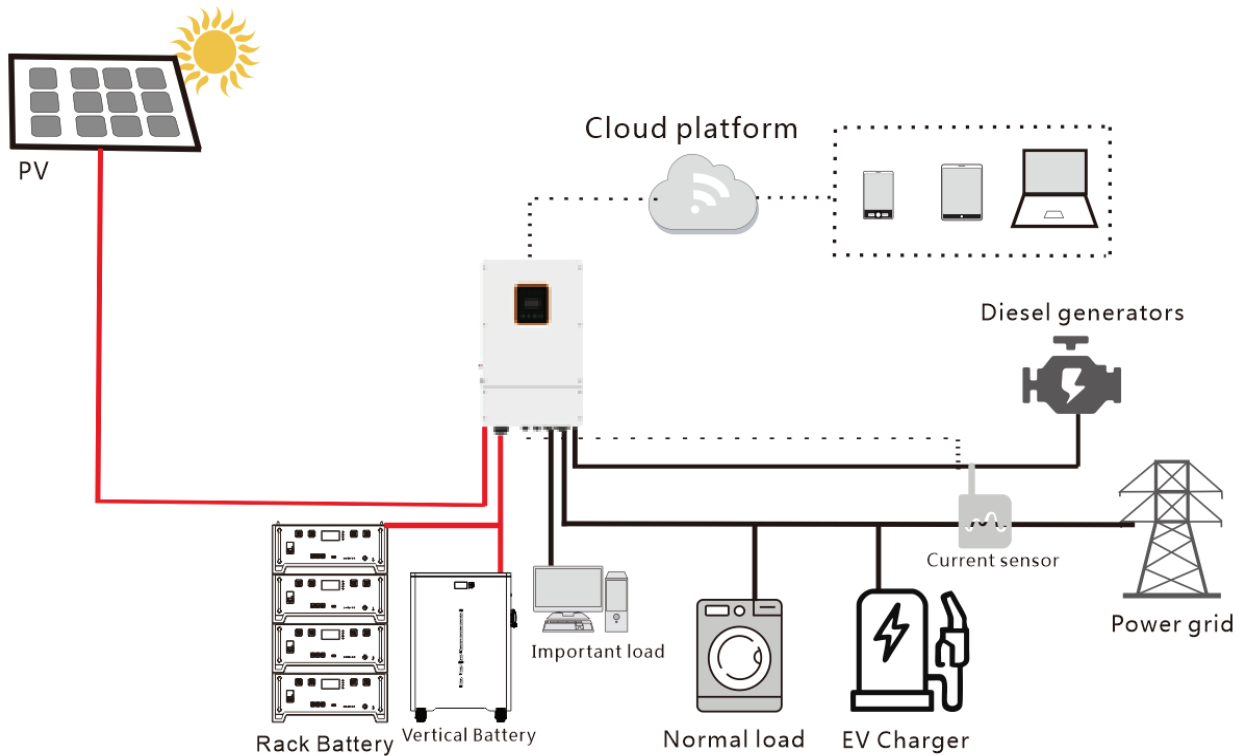 PV
Cloud platform
Diesel generators
Current sensor
Power grid
Important load
Rack Battery
Vertical Battery
Normal load
EV Charger